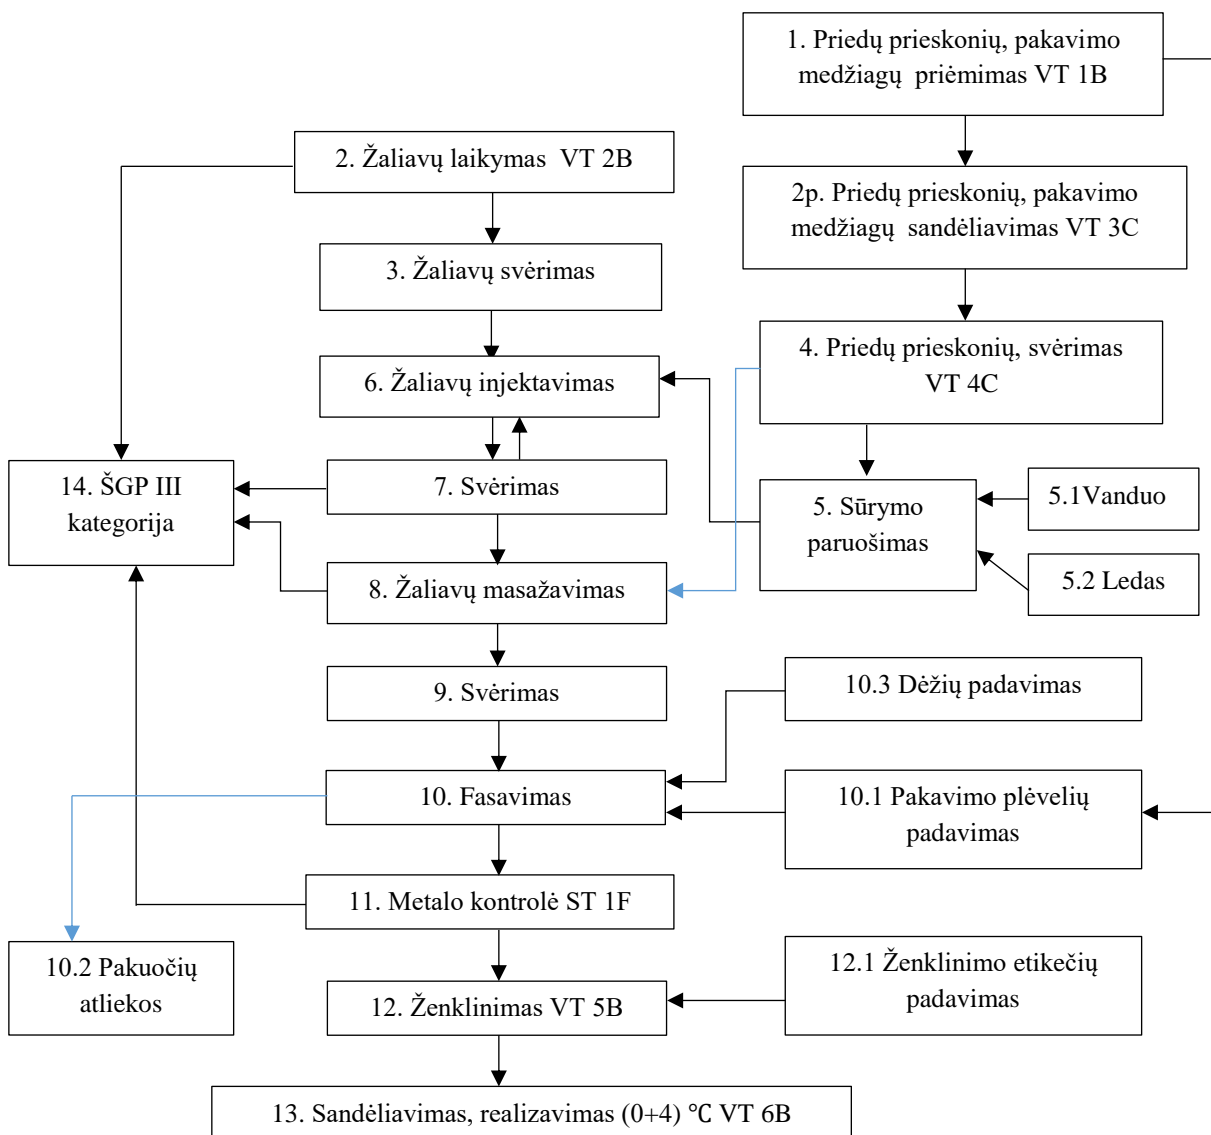 1. Priedų prieskonių, pakavimo
medžiagų priėmimas VT 1B
2. Žaliavų laikymas VT 2B
2p. Priedų prieskonių, pakavimo
medžiagų sandėliavimas VT 3C
3. Žaliavų svėrimas
4. Priedų prieskonių, svėrimas
VT 4C
6. Žaliavų injektavimas
14. ŠGP III
kategorija
7. Svėrimas
5. Sūrymo
paruošimas
5.1Vanduo
5.2 Ledas
8. Žaliavų masažavimas
9. Svėrimas
10.3 Dėžių padavimas
10. Fasavimas
10.1 Pakavimo plėvelių
padavimas
11. Metalo kontrolė ST 1F
10.2 Pakuočių
atliekos
12. Ženklinimas VT 5B
12.1 Ženklinimo etikečių
padavimas
13. Sandėliavimas, realizavimas (0+4) ℃ VT 6B